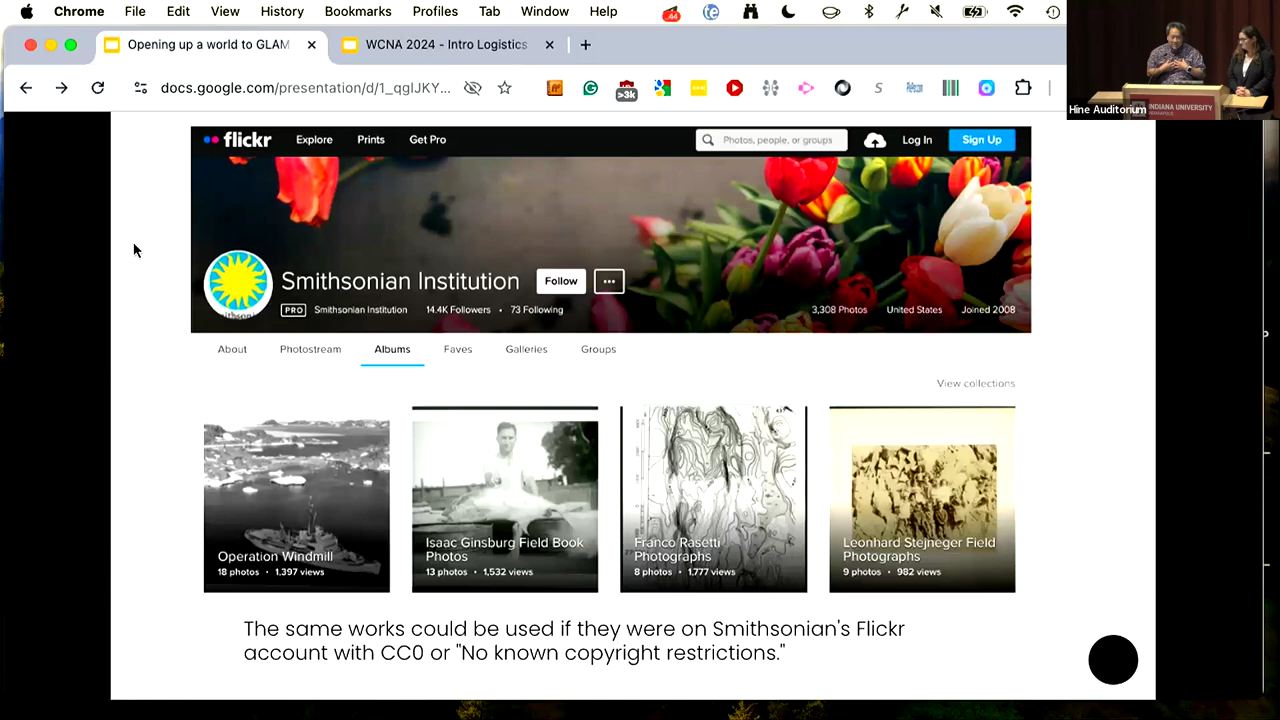 Chrome File Edit View History Bookmarks Profiles Tab Window Help
Opening up a world to GLAM
WCNA 2024 - Intro Logistics
docs.google.com/presentation/d/1_qglJKY...
>3k
Hine Auditorium
INDIANA UNIVERSITY
INDIANAPOLIS
flickr Explore Prints Get Pro
Photos, people, or groups
Log In Sign Up
Smithsonian Institution Follow ...
PRO Smithsonian Institution 14.4K Followers • 73 Following
3,308 Photos United States Joined 2008
About Photostream Albums Faves Galleries Groups
View collections
Operation Windmill
18 photos • 1,397 views
Isaac Ginsburg Field Book
Photos
13 photos • 1,532 views
Franco Rasetti
Photographs
8 photos • 1,777 views
Leonhard Stejneger Field
Photographs
9 photos • 982 views
The same works could be used if they were on Smithsonian's Flickr
account with CC0 or "No known copyright restrictions."